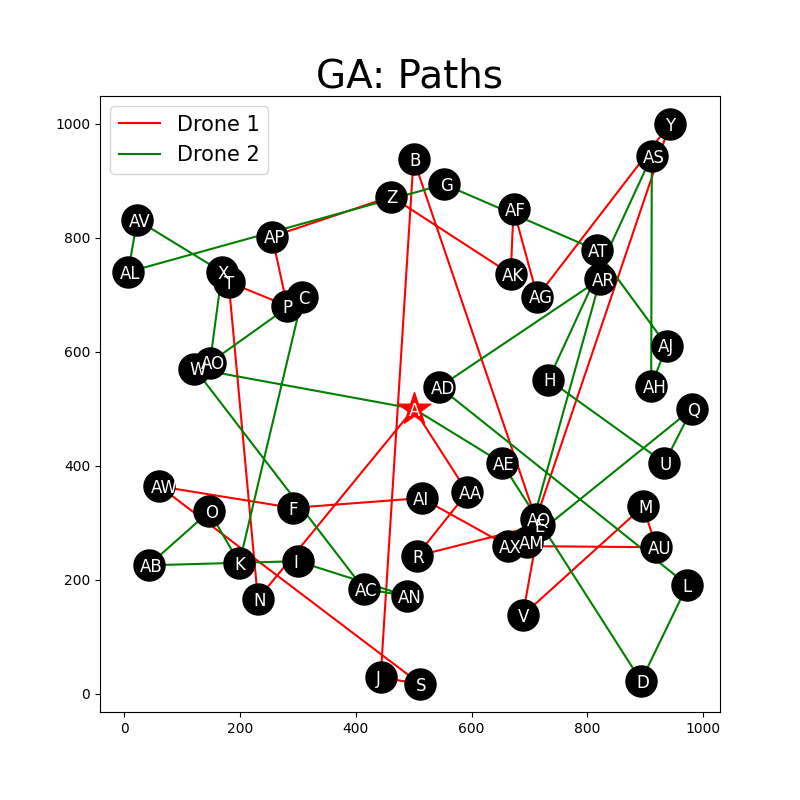 GA: Paths
Drone 1
Drone 2
Y
AS
B
G
Z
AF
AV
AP
AT
AL
X
T
AK
AR
P
C
AG
AJ
W
AO
H
AH
AD
A
Q
AE
U
AW
AI
AA
F
O
M
AQ
E
AX
AM
AU
R
AB
K
I
AC
AN
N
L
V
J
S
D
0
200
400
600
800
1000
0
200
400
600
800
1000